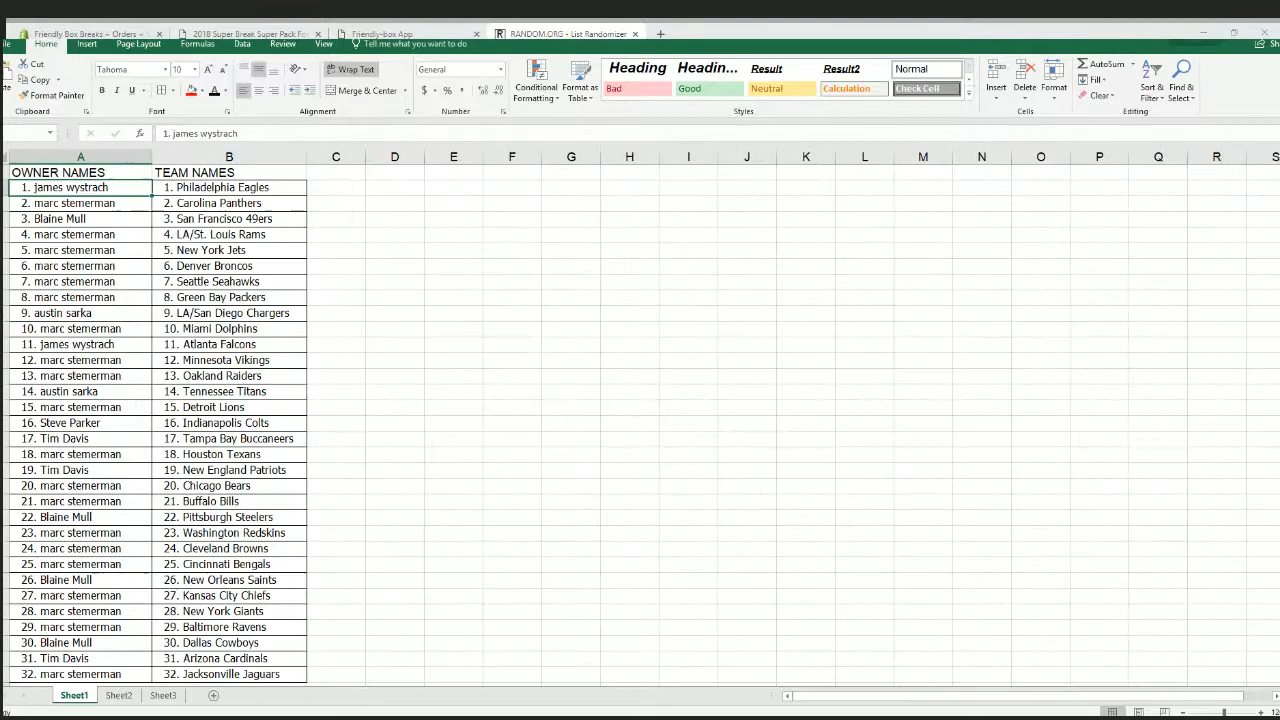 Friendly Box Breaks ~ Orders ~ 2018 Super Break Super Pack Fo Friendly-box App RANDOM.ORG - List Randomizer
Home Insert Page Layout Formulas Data Review View Tell me what you want to do
Cut Tahoma 10 Wrap Text General Heading Headin... Result Result2 Normal AutoSum
Copy Fill
Format Painter B I U Merge & Center $ % Conditional Formatting Format as Table Bad Good Neutral Calculation Check Cell Insert Delete Format Clear Sort & Filter Find & Select
Clipboard Font Alignment Number Styles Cells Editing
1. james wystrach
A B C D E F G H I J K L M N O P Q R S
OWNER NAMES TEAM NAMES
1. james wystrach 1. Philadelphia Eagles
2. marc stemerman 2. Carolina Panthers
3. Blaine Mull 3. San Francisco 49ers
4. marc stemerman 4. LA/St. Louis Rams
5. marc stemerman 5. New York Jets
6. marc stemerman 6. Denver Broncos
7. marc stemerman 7. Seattle Seahawks
8. marc stemerman 8. Green Bay Packers
9. austin sarka 9. LA/San Diego Chargers
10. marc stemerman 10. Miami Dolphins
11. james wystrach 11. Atlanta Falcons
12. marc stemerman 12. Minnesota Vikings
13. marc stemerman 13. Oakland Raiders
14. austin sarka 14. Tennessee Titans
15. marc stemerman 15. Detroit Lions
16. Steve Parker 16. Indianapolis Colts
17. Tim Davis 17. Tampa Bay Buccaneers
18. marc stemerman 18. Houston Texans
19. Tim Davis 19. New England Patriots
20. marc stemerman 20. Chicago Bears
21. marc stemerman 21. Buffalo Bills
22. Blaine Mull 22. Pittsburgh Steelers
23. marc stemerman 23. Washington Redskins
24. marc stemerman 24. Cleveland Browns
25. marc stemerman 25. Cincinnati Bengals
26. Blaine Mull 26. New Orleans Saints
27. marc stemerman 27. Kansas City Chiefs
28. marc stemerman 28. New York Giants
29. marc stemerman 29. Baltimore Ravens
30. Blaine Mull 30. Dallas Cowboys
31. Tim Davis 31. Arizona Cardinals
32. marc stemerman 32. Jacksonville Jaguars
Sheet1 Sheet2 Sheet3